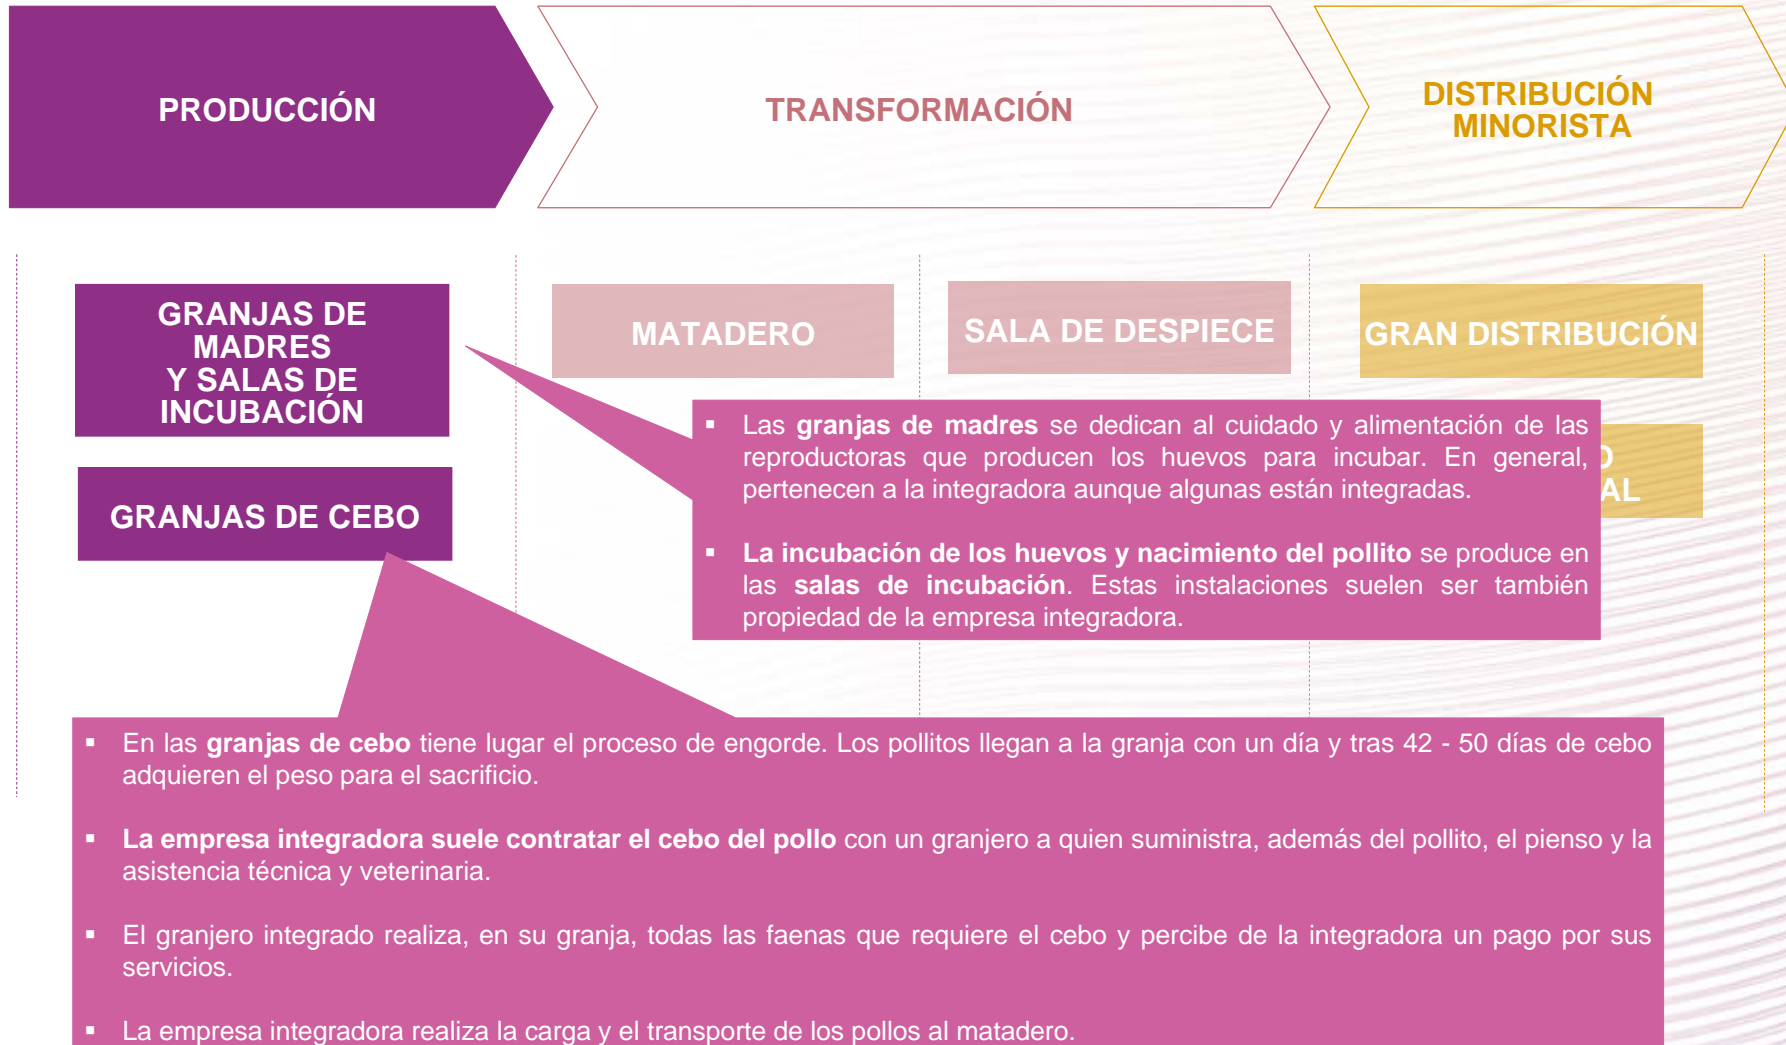 PRODUCCIÓN
TRANSFORMACIÓN
DISTRIBUCIÓN
MINORISTA
GRANJAS DE
MADRES
Y SALAS DE
INCUBACIÓN
MATADERO
SALA DE DESPIECE
GRAN DISTRIBUCIÓN
GRANJAS DE CEBO
▪ Las granjas de madres se dedican al cuidado y alimentación de las
reproductoras que producen los huevos para incubar. En general,
pertenecen a la integradora aunque algunas están integradas.
▪ La incubación de los huevos y nacimiento del pollito se produce en
las salas de incubación. Estas instalaciones suelen ser también
propiedad de la empresa integradora.
▪ En las granjas de cebo tiene lugar el proceso de engorde. Los pollitos llegan a la granja con un día y tras 42 - 50 días de cebo
adquieren el peso para el sacrificio.
▪ La empresa integradora suele contratar el cebo del pollo con un granjero a quien suministra, además del pollito, el pienso y la
asistencia técnica y veterinaria.
▪ El granjero integrado realiza, en su granja, todas las faenas que requiere el cebo y percibe de la integradora un pago por sus
servicios.
▪ La empresa integradora realiza la carga y el transporte de los pollos al matadero.